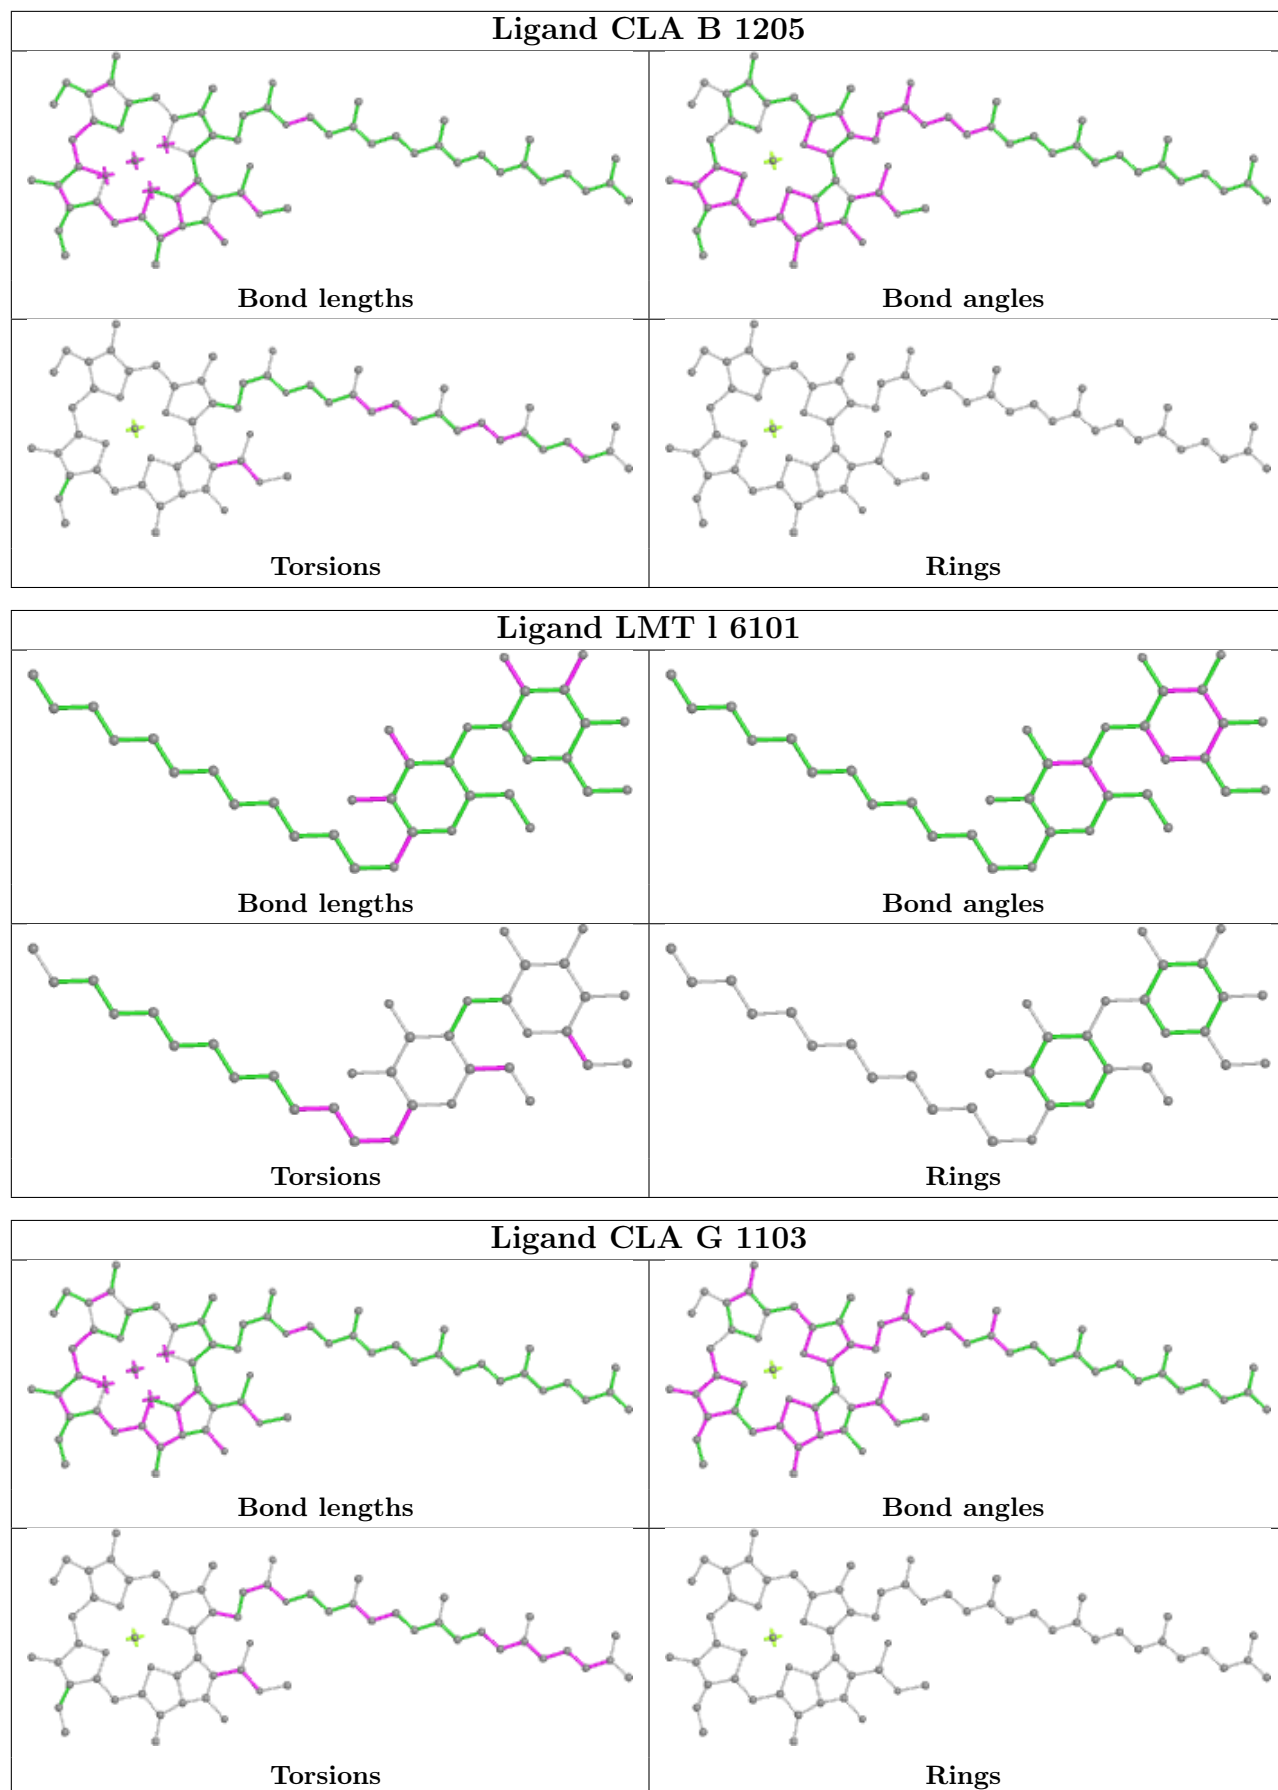 Ligand CLA B 1205
Bond lengths
Bond angles
Torsions
Rings
Ligand LMT l 6101
Bond lengths
Bond angles
Torsions
Rings
Ligand CLA G 1103
Bond lengths
Bond angles
Torsions
Rings